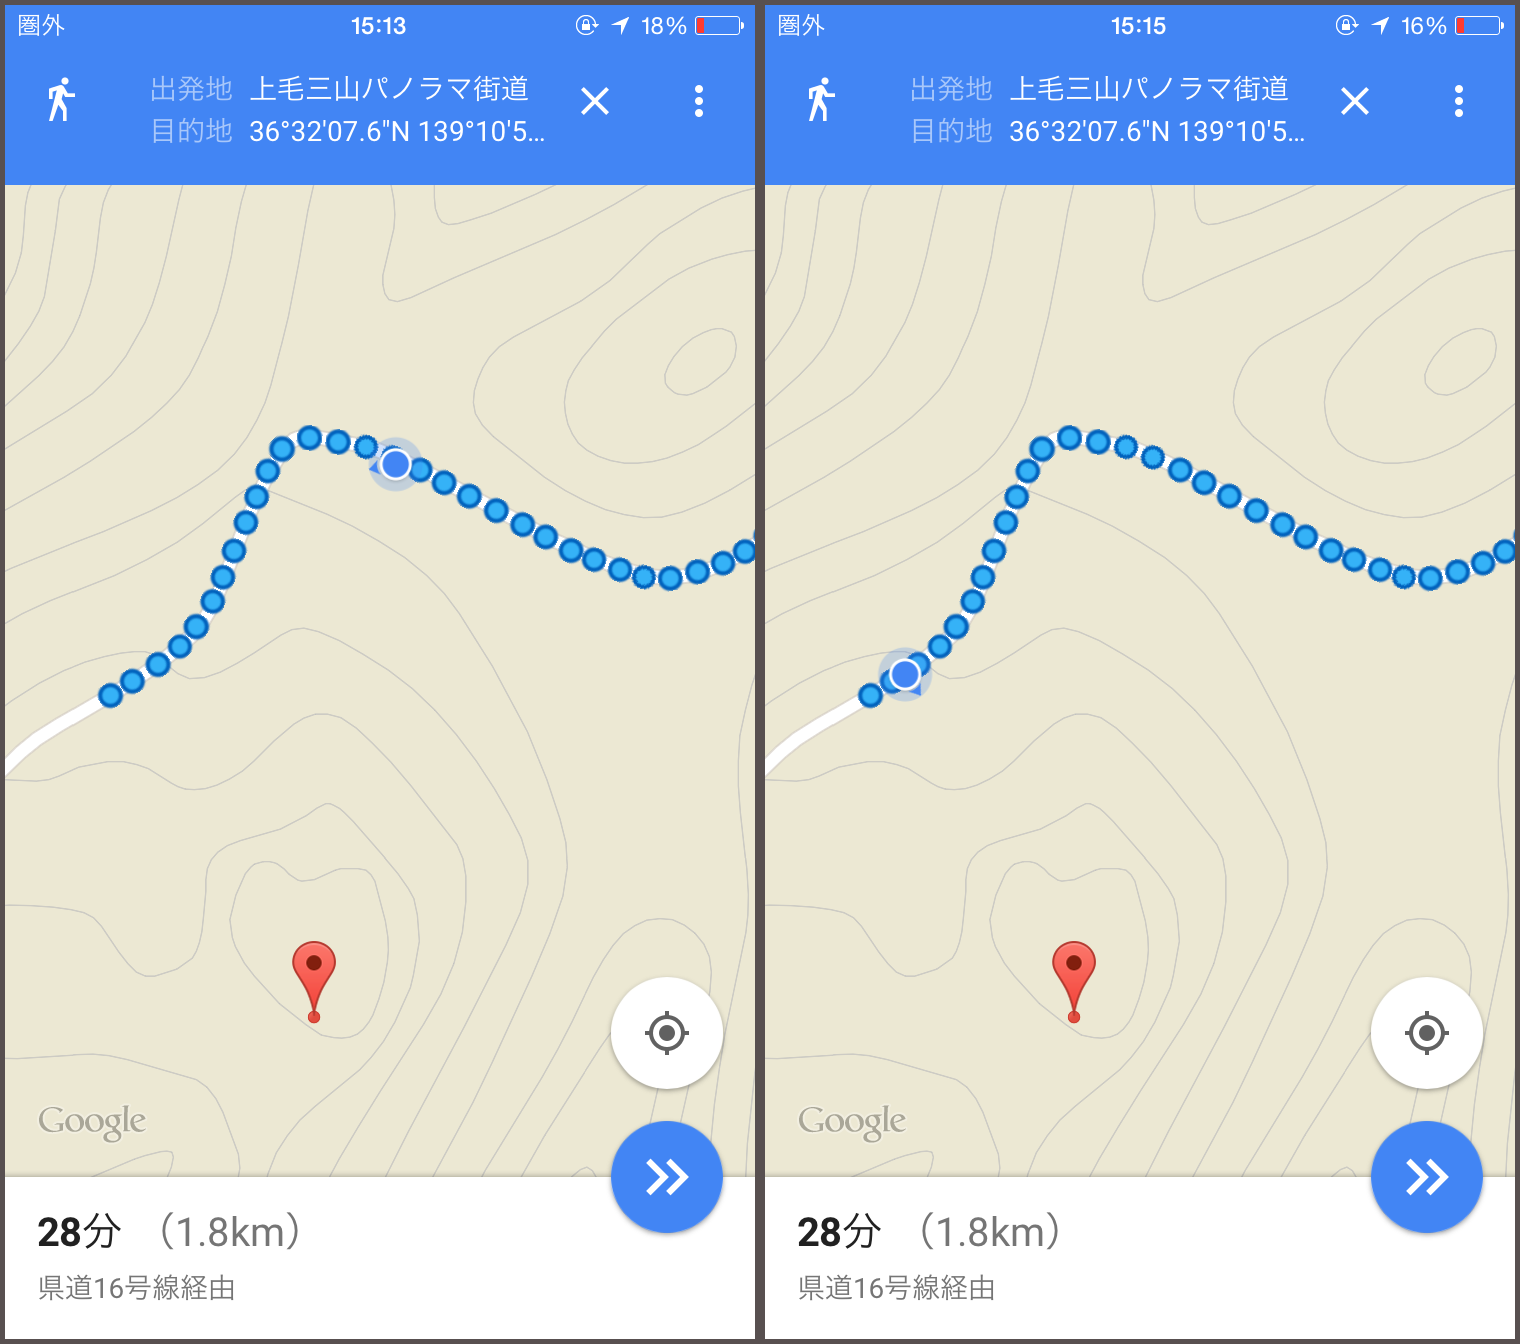 圏外 15:13 18%
出発地 上毛三山パノラマ街道
目的地 36°32'07.6"N 139°10'5...
Google
28分 （1.8km）
県道16号線経由
圏外 15:15 16%
出発地 上毛三山パノラマ街道
目的地 36°32'07.6"N 139°10'5...
Google
28分 （1.8km）
県道16号線経由